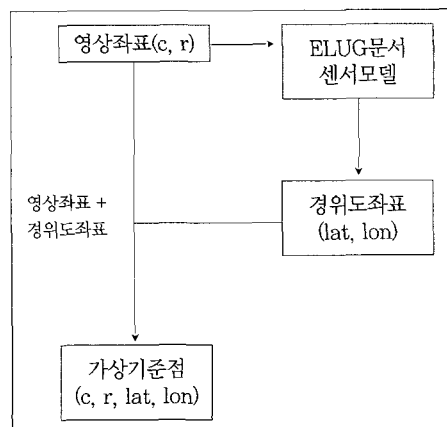 영상좌표(c, r)
ELUG문서
센서모델
영상좌표 +
경위도좌표
경위도좌표
(lat, lon)
가상기준점
(c, r, lat, lon)